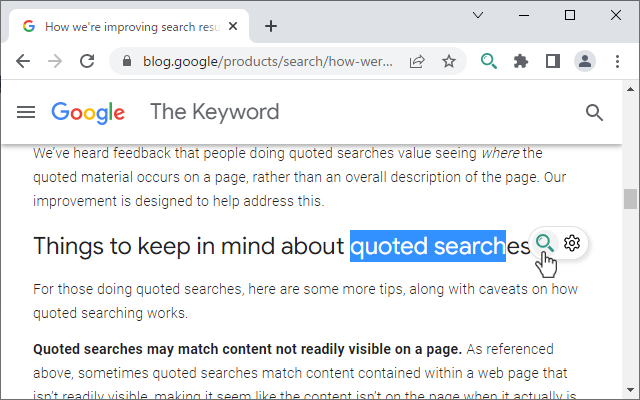 How we're improving search resu
blog.google/products/search/how-wer...
Google The Keyword
We've heard feedback that people doing quoted searches value seeing where the
quoted material occurs on a page, rather than an overall description of the page. Our
improvement is designed to help address this.
Things to keep in mind about quoted searches
For those doing quoted searches, here are some more tips, along with caveats on how
quoted searching works.
Quoted searches may match content not readily visible on a page. As referenced
above, sometimes quoted searches match content contained within a web page that
isn't readily visible, making it seem like the content isn't on the page when it actually is